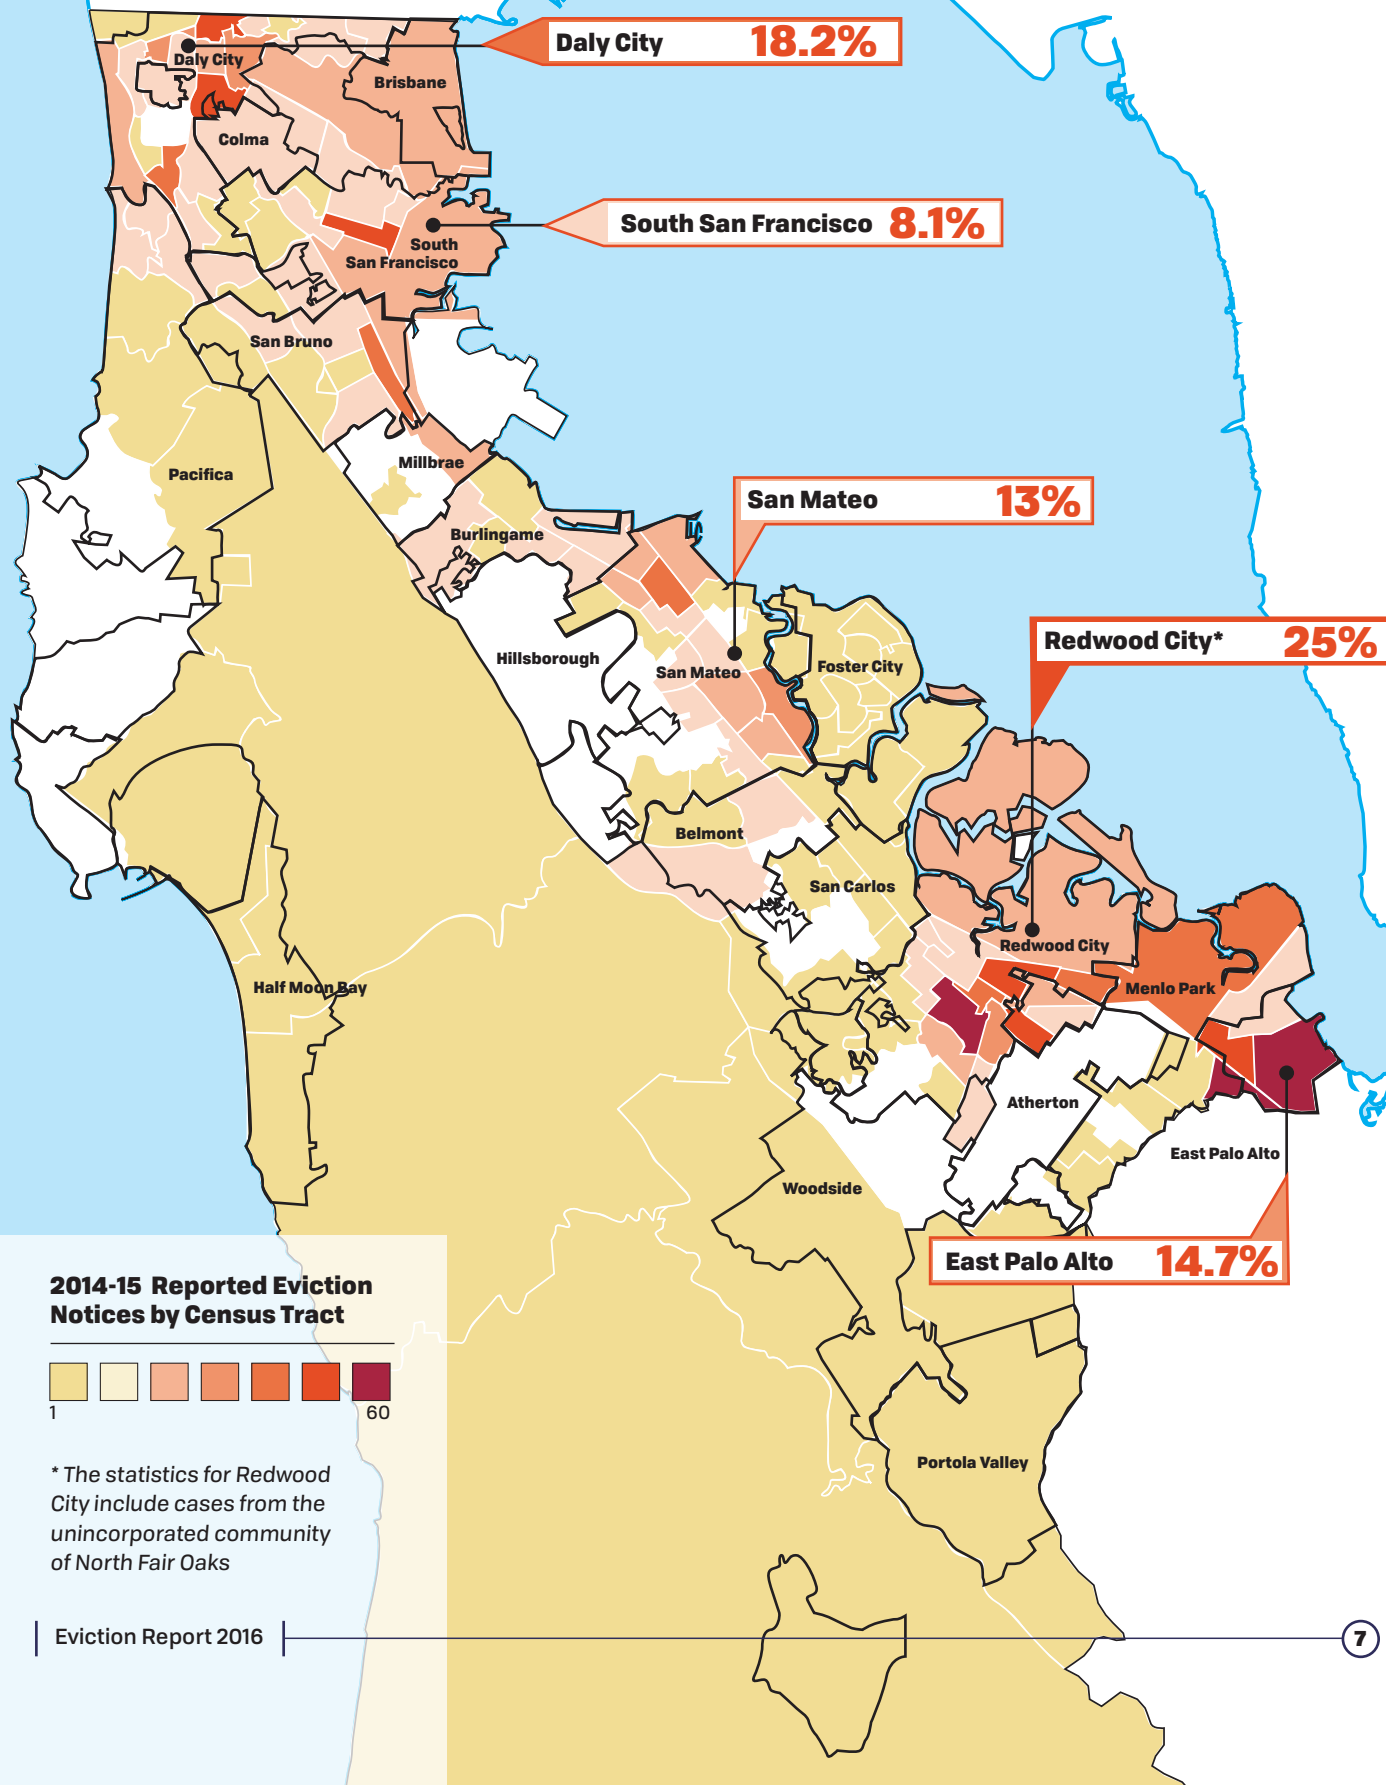 Daly City 18.2%
Daly City
Brisbane
Colma
South San Francisco 8.1%
South
San Francisco
San Bruno
Millbrae
Pacifica
San Mateo 13%
Burlingame
Redwood City* 25%
Hillsborough
San Mateo
Foster City
Belmont
San Carlos
Redwood City
Half Moon Bay
Menlo Park
Atherton
East Palo Alto
Woodside
East Palo Alto 14.7%
2014-15 Reported Eviction
Notices by Census Tract
1 60
Portola Valley
* The statistics for Redwood
City include cases from the
unincorporated community
of North Fair Oaks
Eviction Report 2016
7